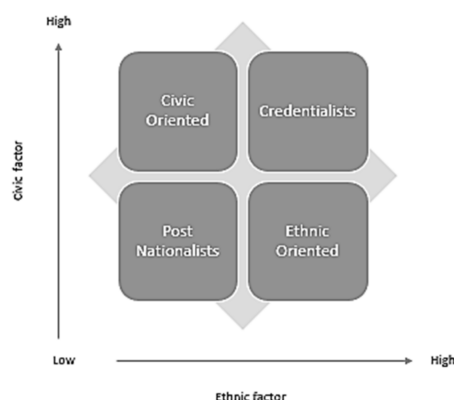 High
Civic
Oriented
Credentialists
Civic factor
Post
Nationalists
Ethnic
Oriented
Low
High
Ethnic factor